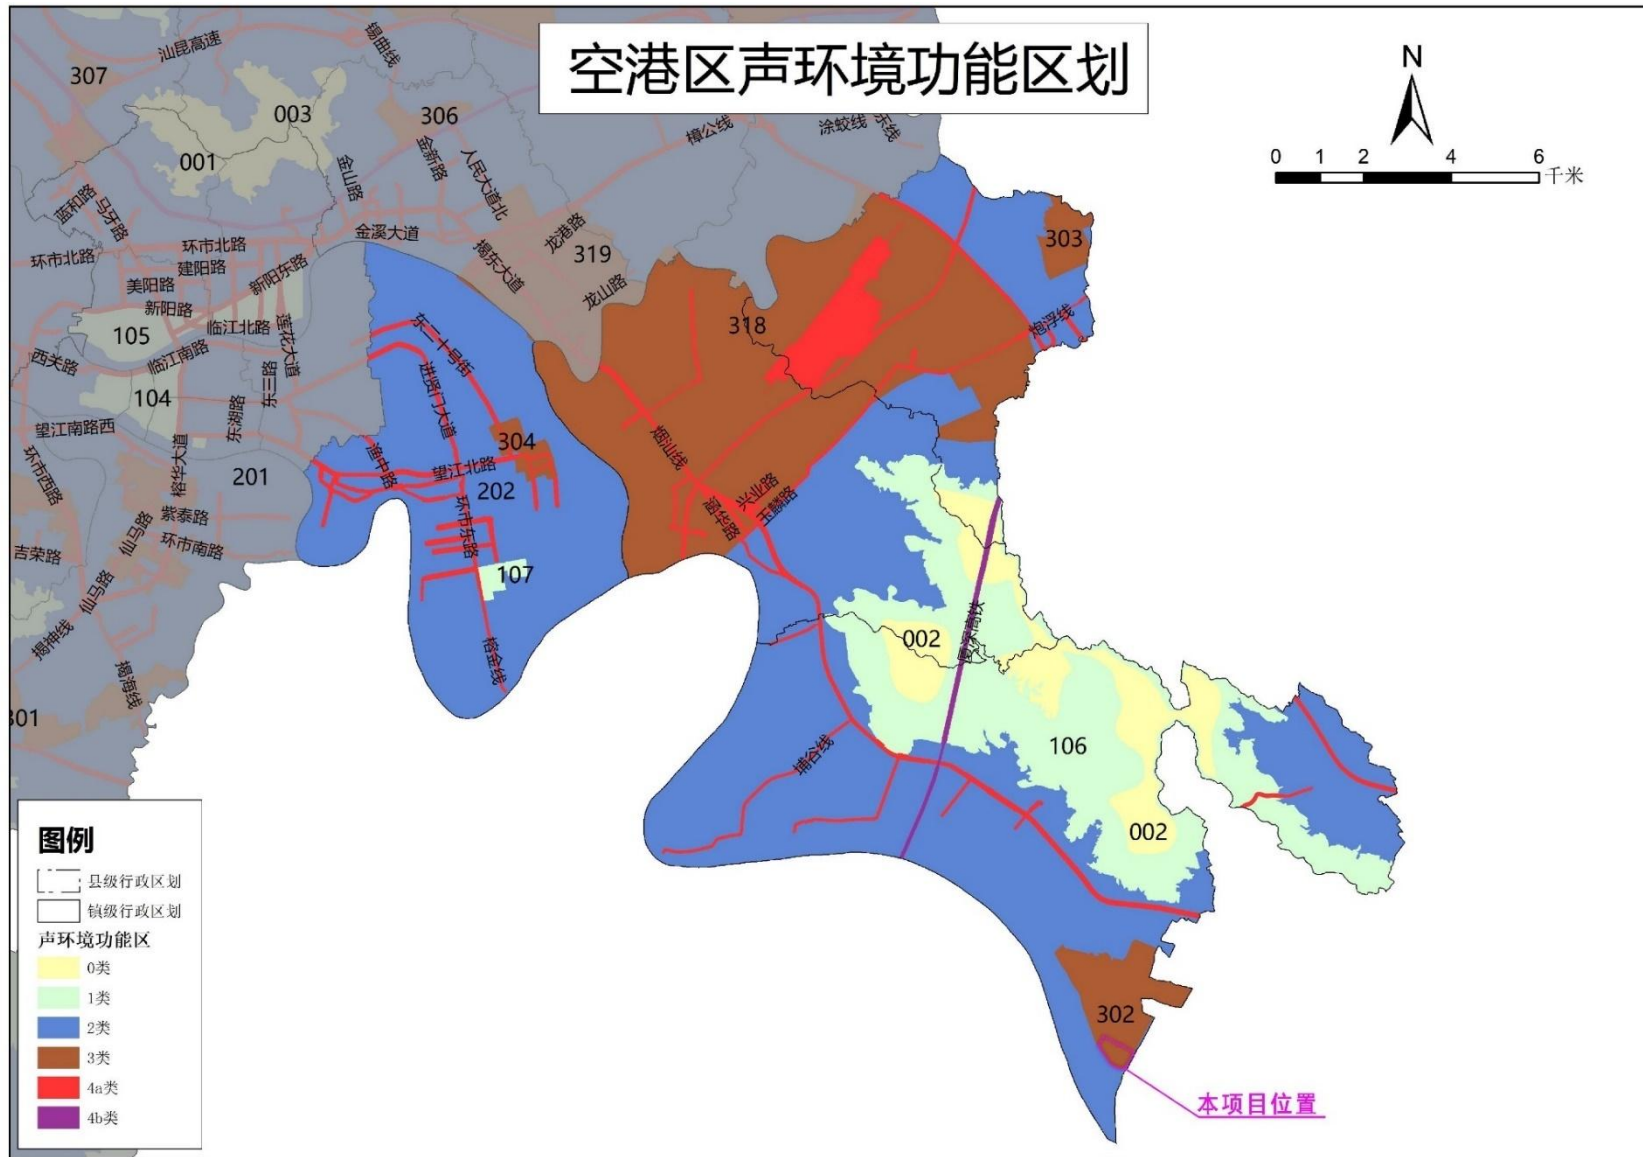 空港区声环境功能区划
N
0 1 2 4 6
千米
汕昆高速
锡曲线
307
003
306
001
金新路
人民大道北
樟公线
涂蛟线
乐线
金山路
蓝和路
马牙路
环市北路
环市北路
金溪大道
龙港路
揭东大道
319
303
建阳路
新阳东路
美阳路
龙山路
新阳路
临江北路
莲花大道
318
炮浮线
105
西关路
临江南路
东三路
东二十号街
进贤门大道
104
东湖路
望江南路西
榕华大道
304
烟汕线
渔中路
望江北路
环市西路
201
202
兴业路
玉麟路
紫泰路
仙马路
环市东路
吉荣路
环市南路
107
仙马路
揭神线
002
榕金线
揭海线
301
106
埔谷线
002
302
本项目位置
图例
县级行政区划
镇级行政区划
声环境功能区
0类
1类
2类
3类
4a类
4b类